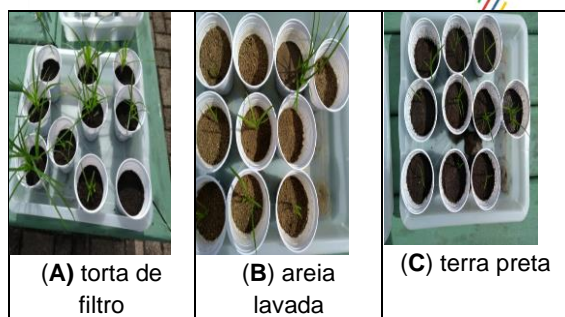 (A) torta de
filtro
(B) areia
lavada
(C) terra preta